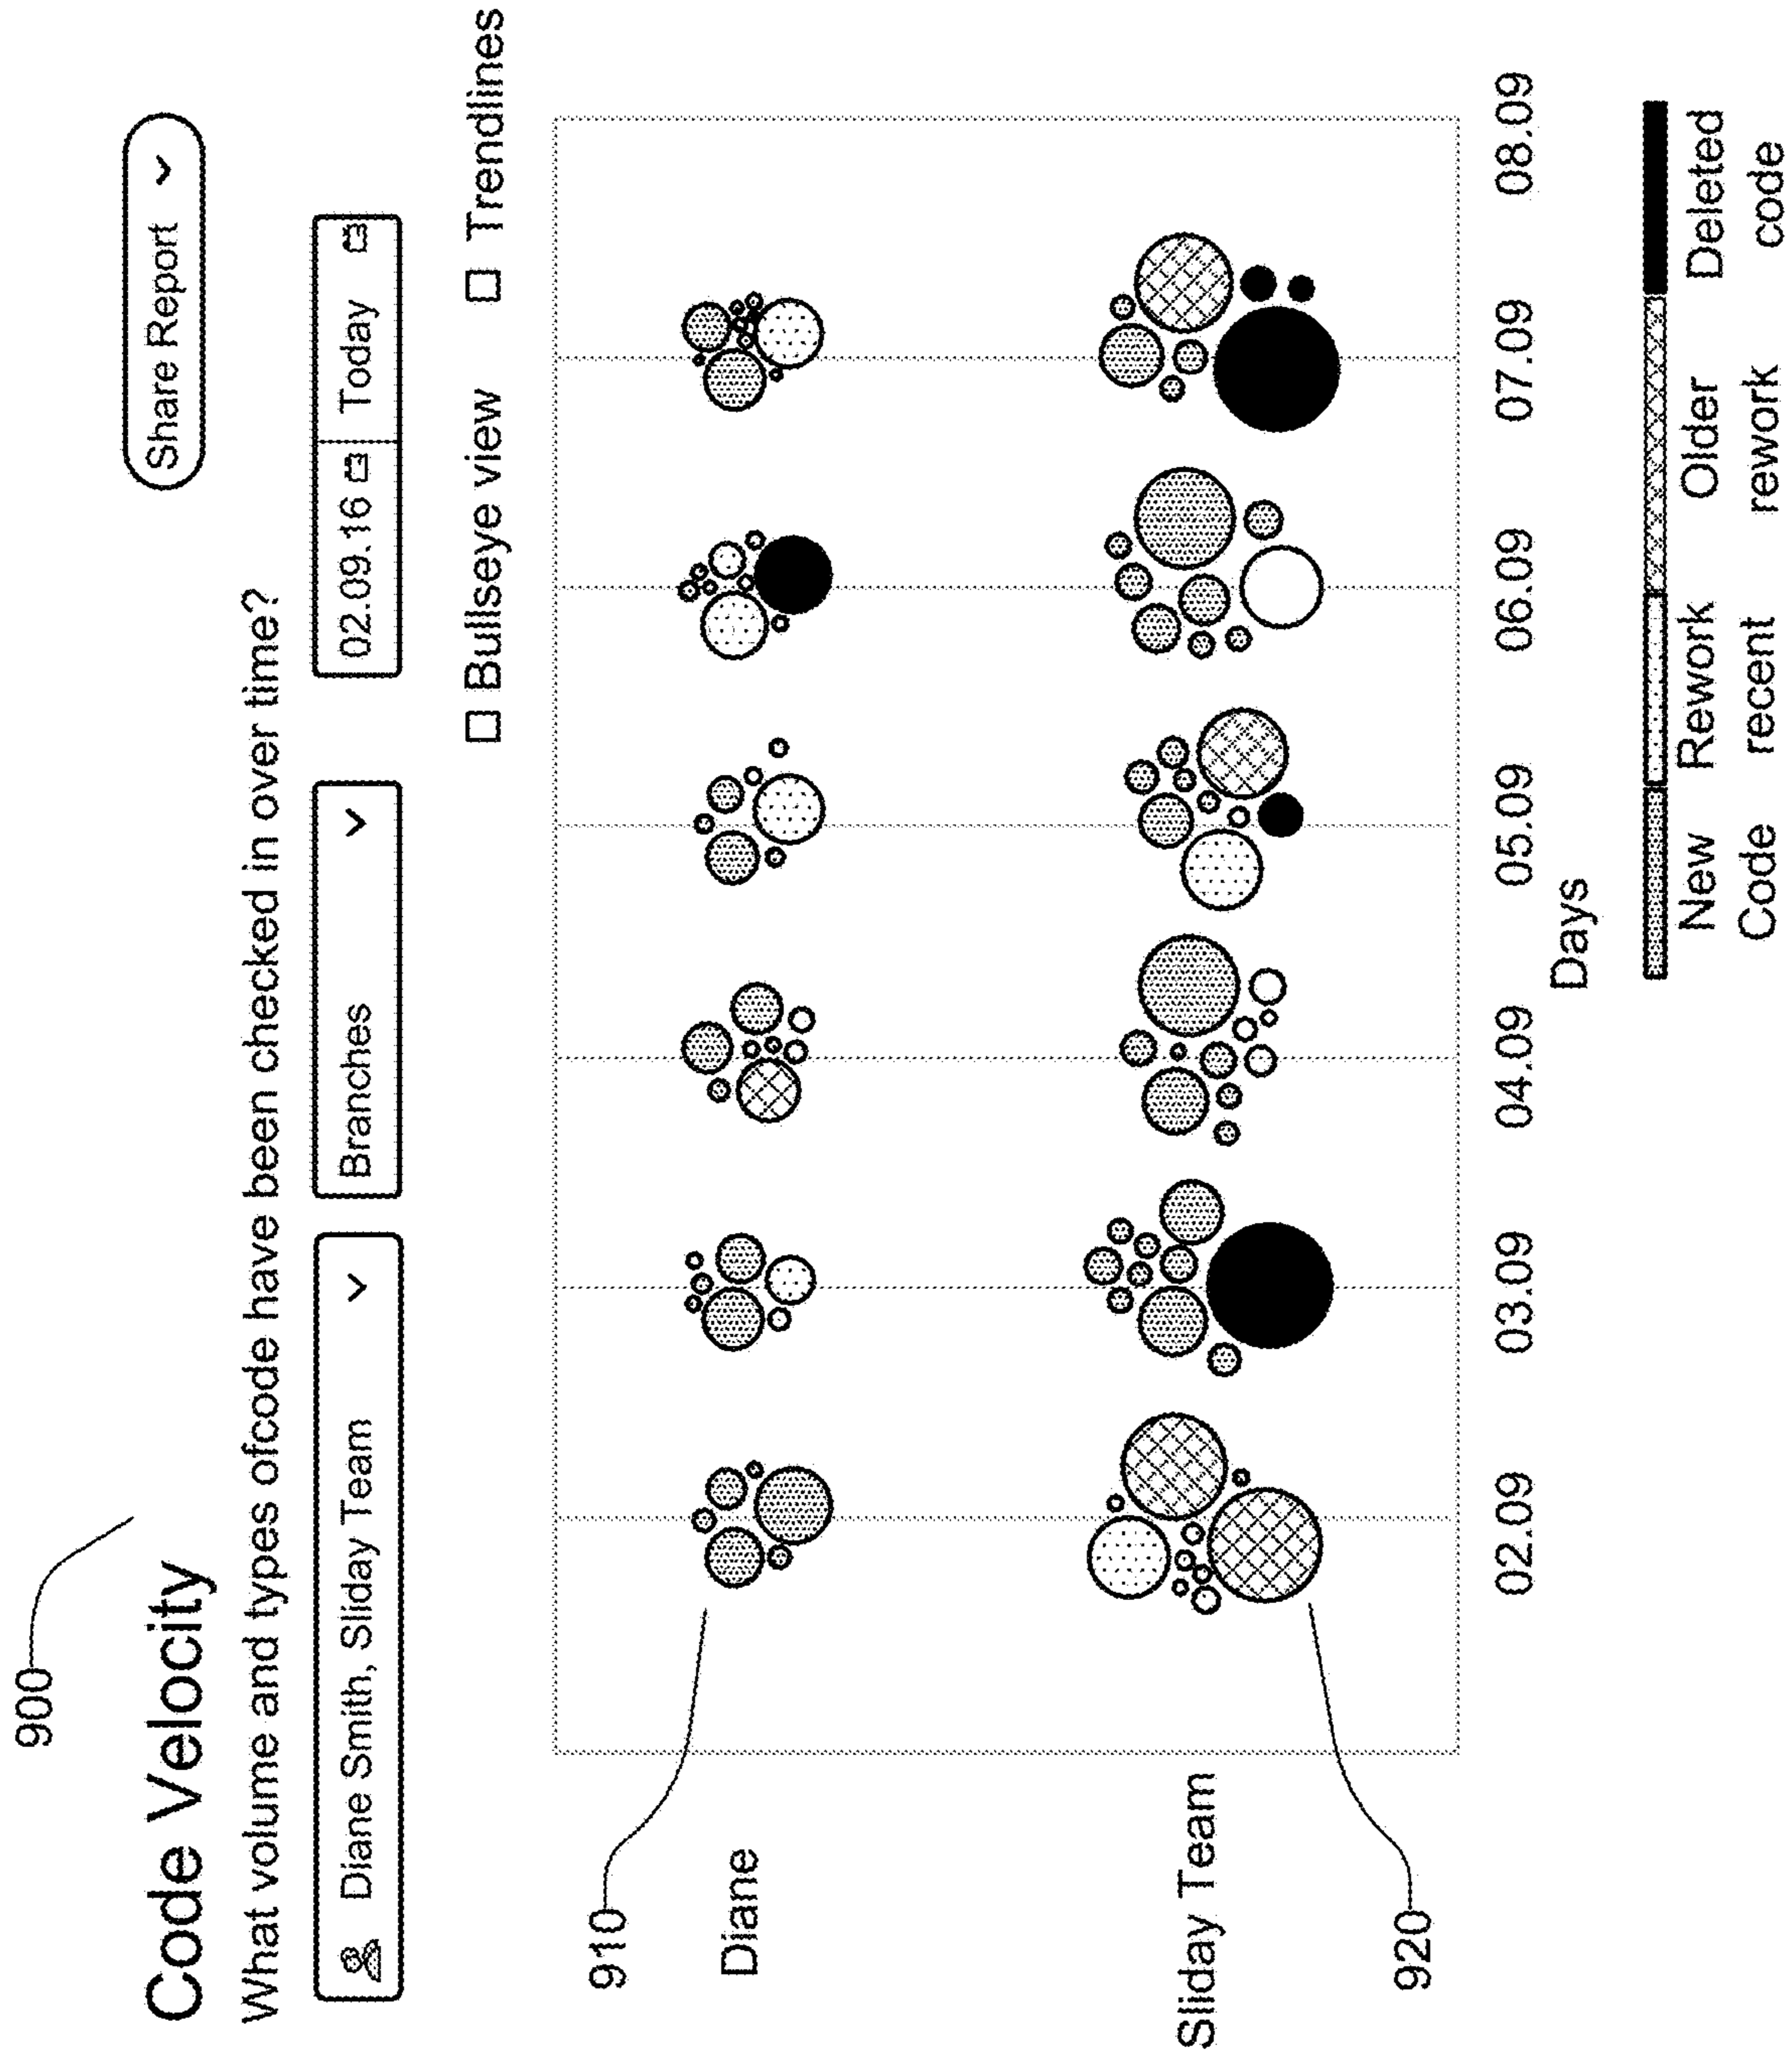 900
Code Velocity
Share Report
What volume and types ofcode have been checked in over time?
Diane Smith, Sliday Team
Branches
02.09.16
Today
Bullseye view
Trendlines
910
Diane
Sliday Team
920
02.09 03.09 04.09 05.09 06.09 07.09 08.09
Days
New Rework Older Deleted
Code recent rework code